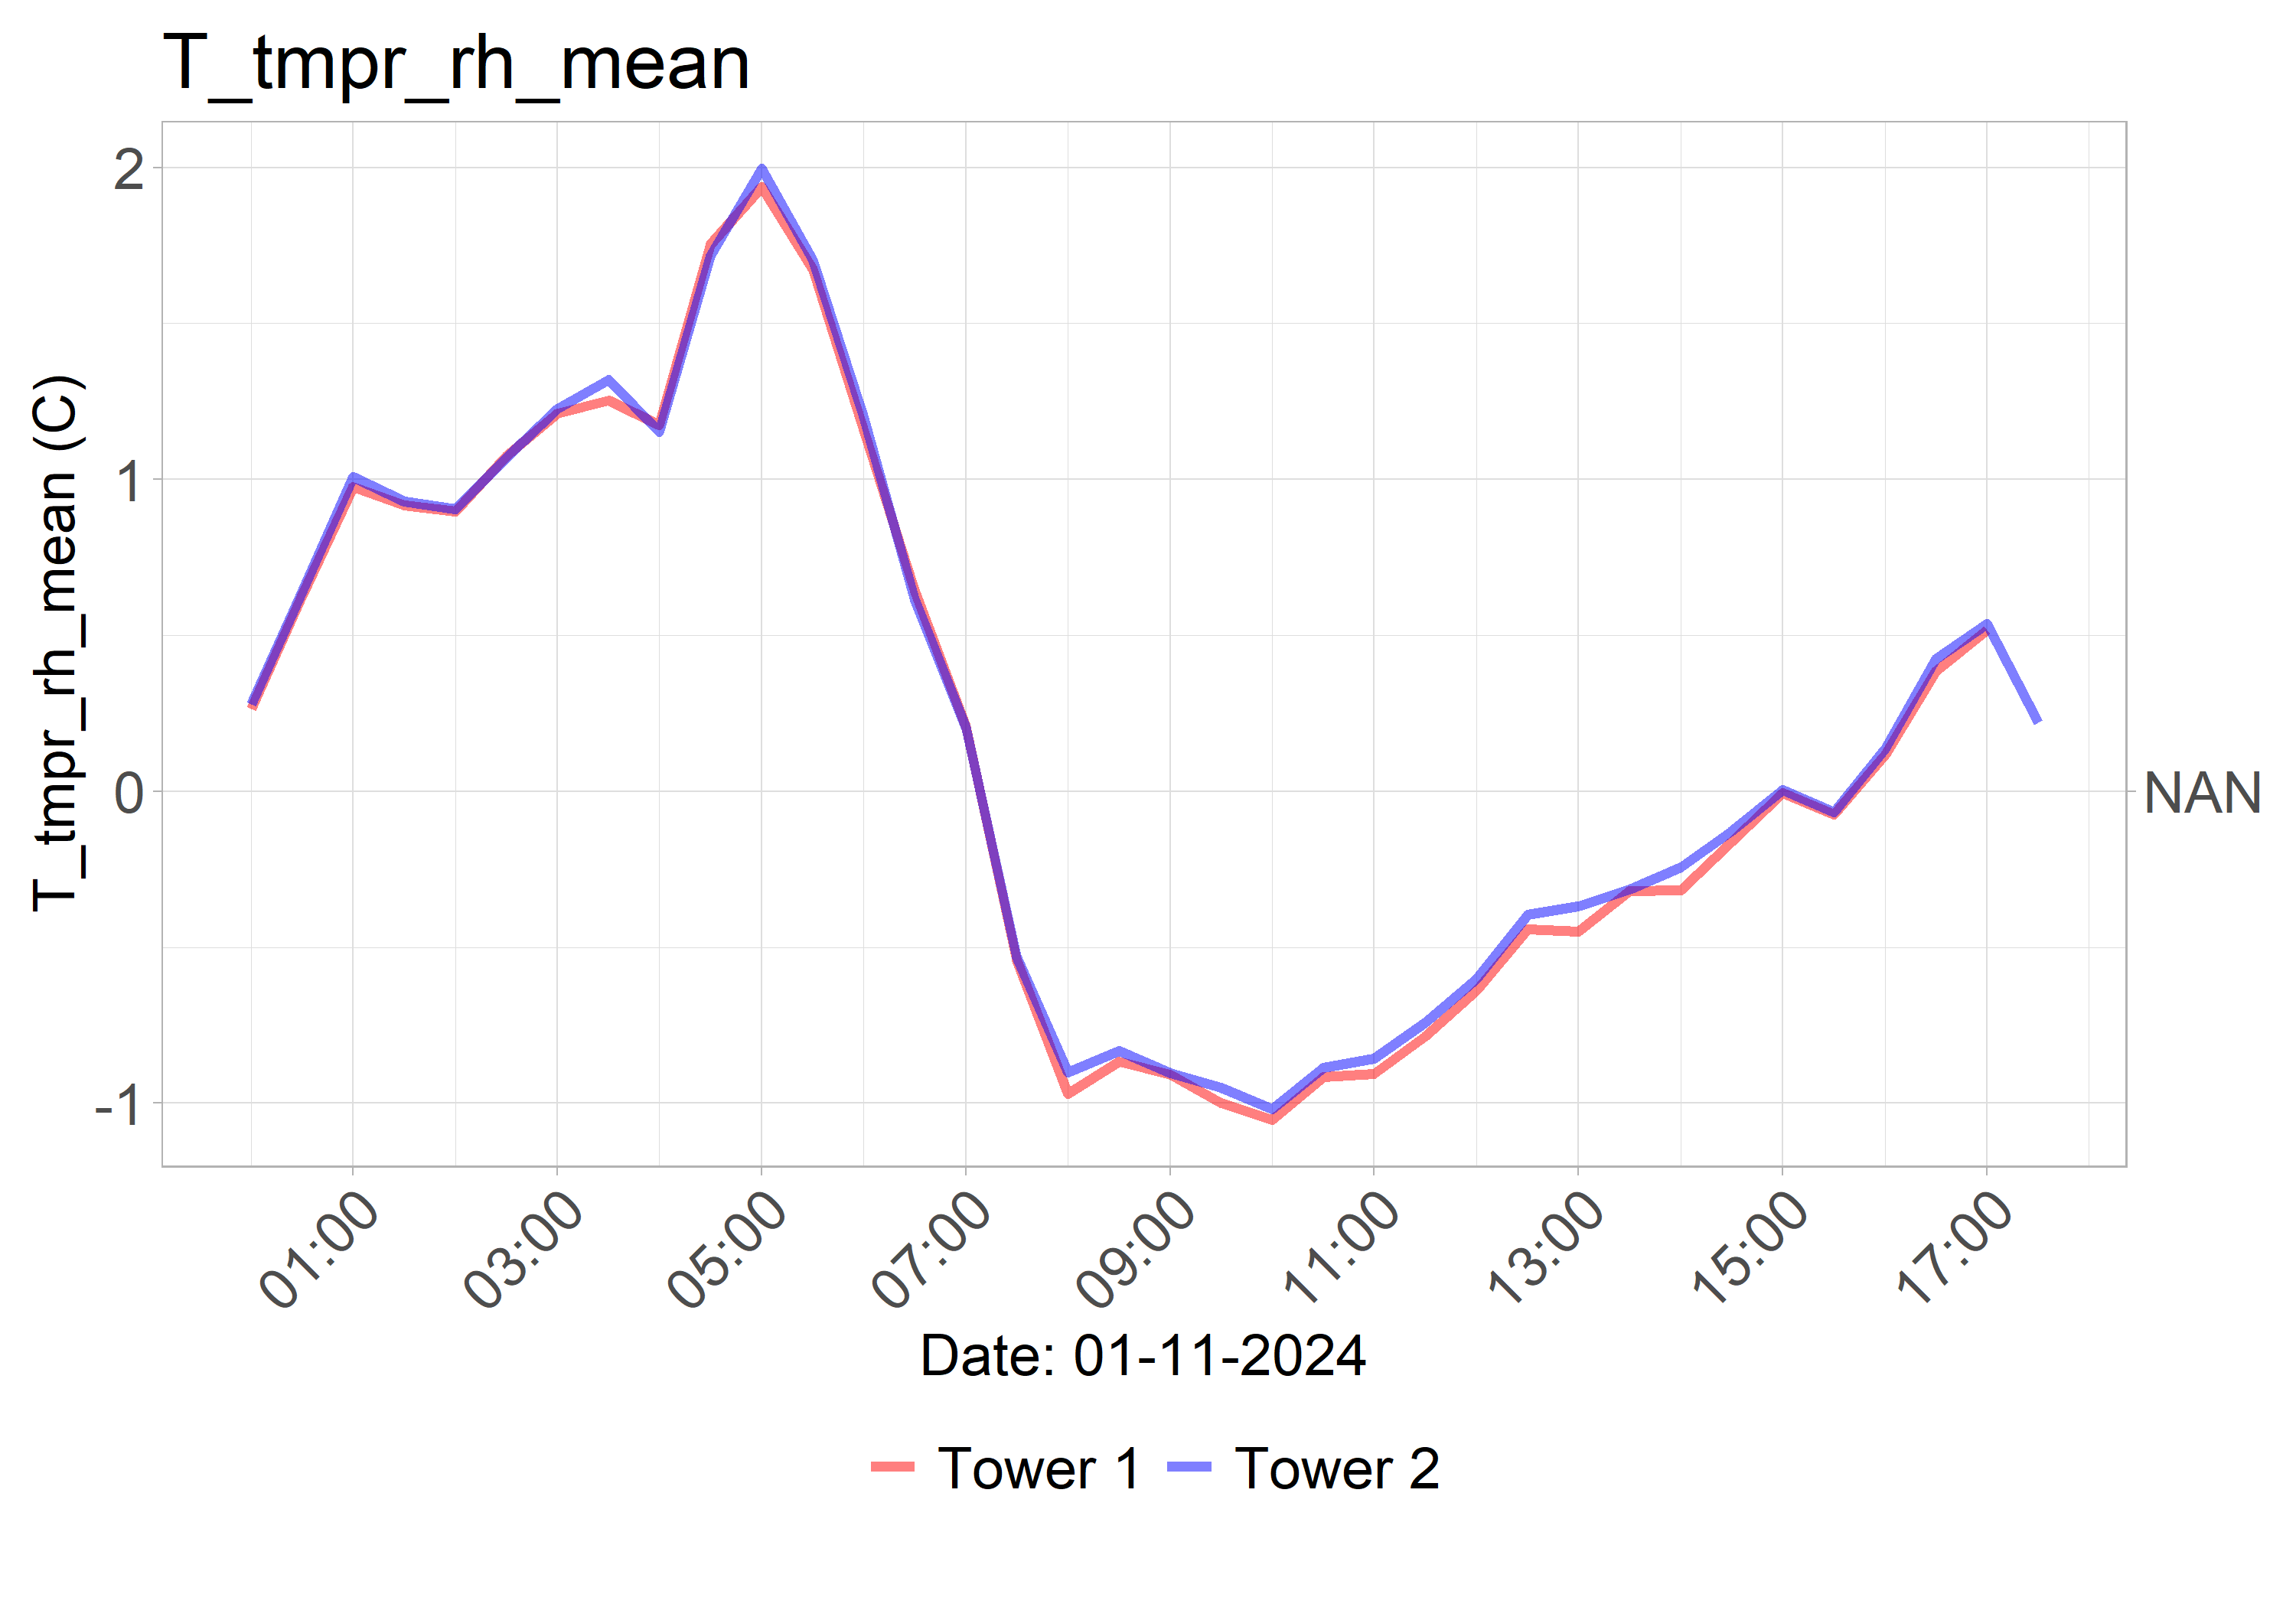 T_tmpr_rh_mean
T_tmpr_rh_mean (C)
2
1
0
-1
NAN
01:00 03:00 05:00 07:00 09:00 11:00 13:00 15:00 17:00
Date: 01-11-2024
Tower 1 Tower 2